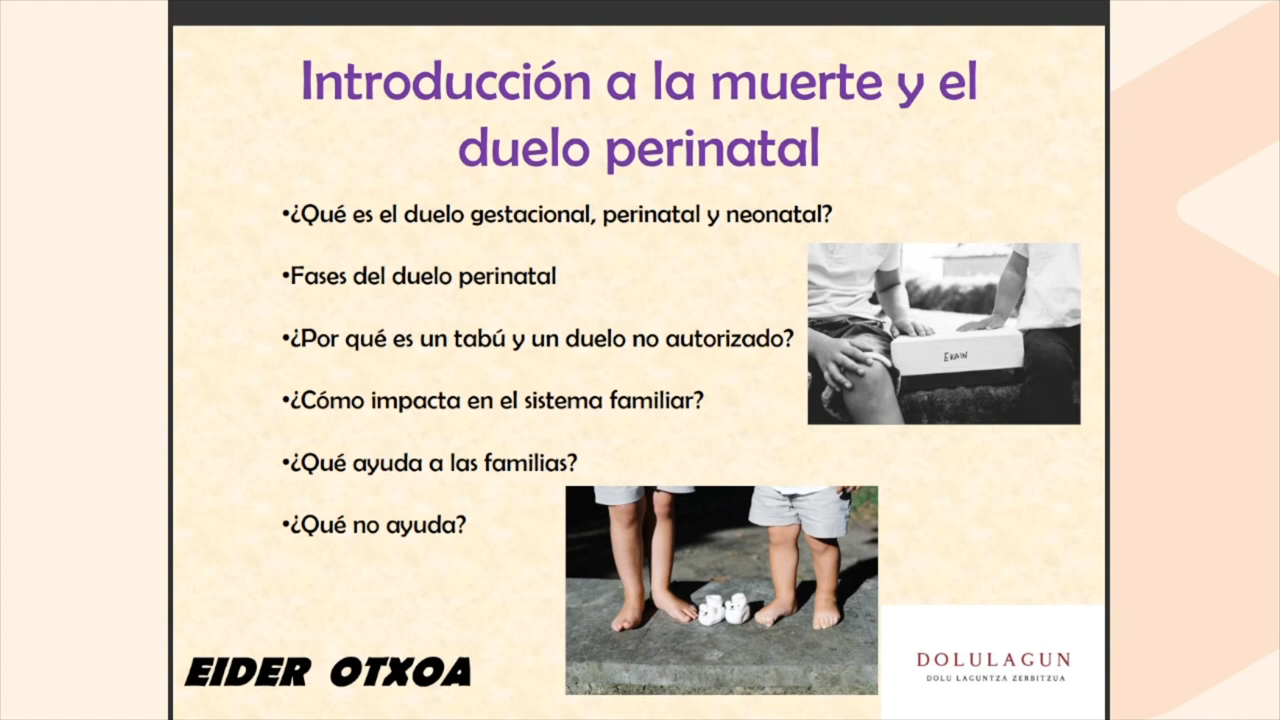 Introducción a la muerte y el
duelo perinatal
•¿Qué es el duelo gestacional, perinatal y neonatal?
•Fases del duelo perinatal
•¿Por qué es un tabú y un duelo no autorizado?
•¿Cómo impacta en el sistema familiar?
EKAIN
•¿Qué ayuda a las familias?
•¿Qué no ayuda?
EIDER OTXOA
DOLULAGUN
DOLU LAGUNTZA ZERBITZUA